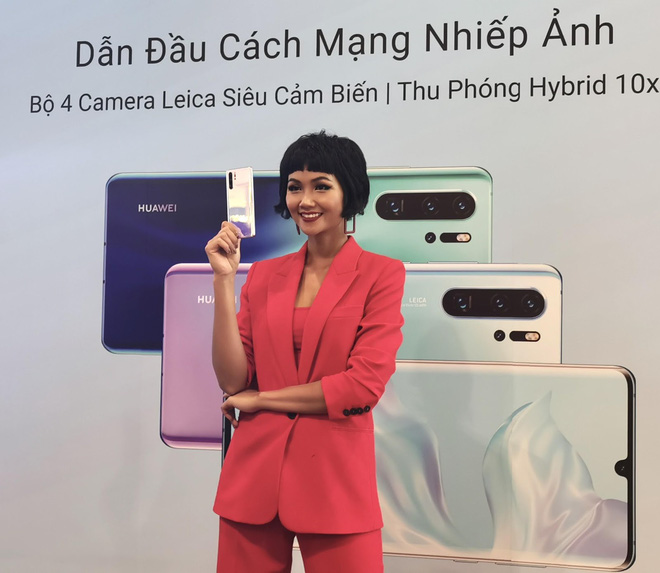 Dẫn Đầu Cách Mạng Nhiếp Ảnh
Bộ 4 Camera Leica Siêu Cảm Biến | Thu Phóng Hybrid 10x
HUAWEI
HUAWEI
LEICA